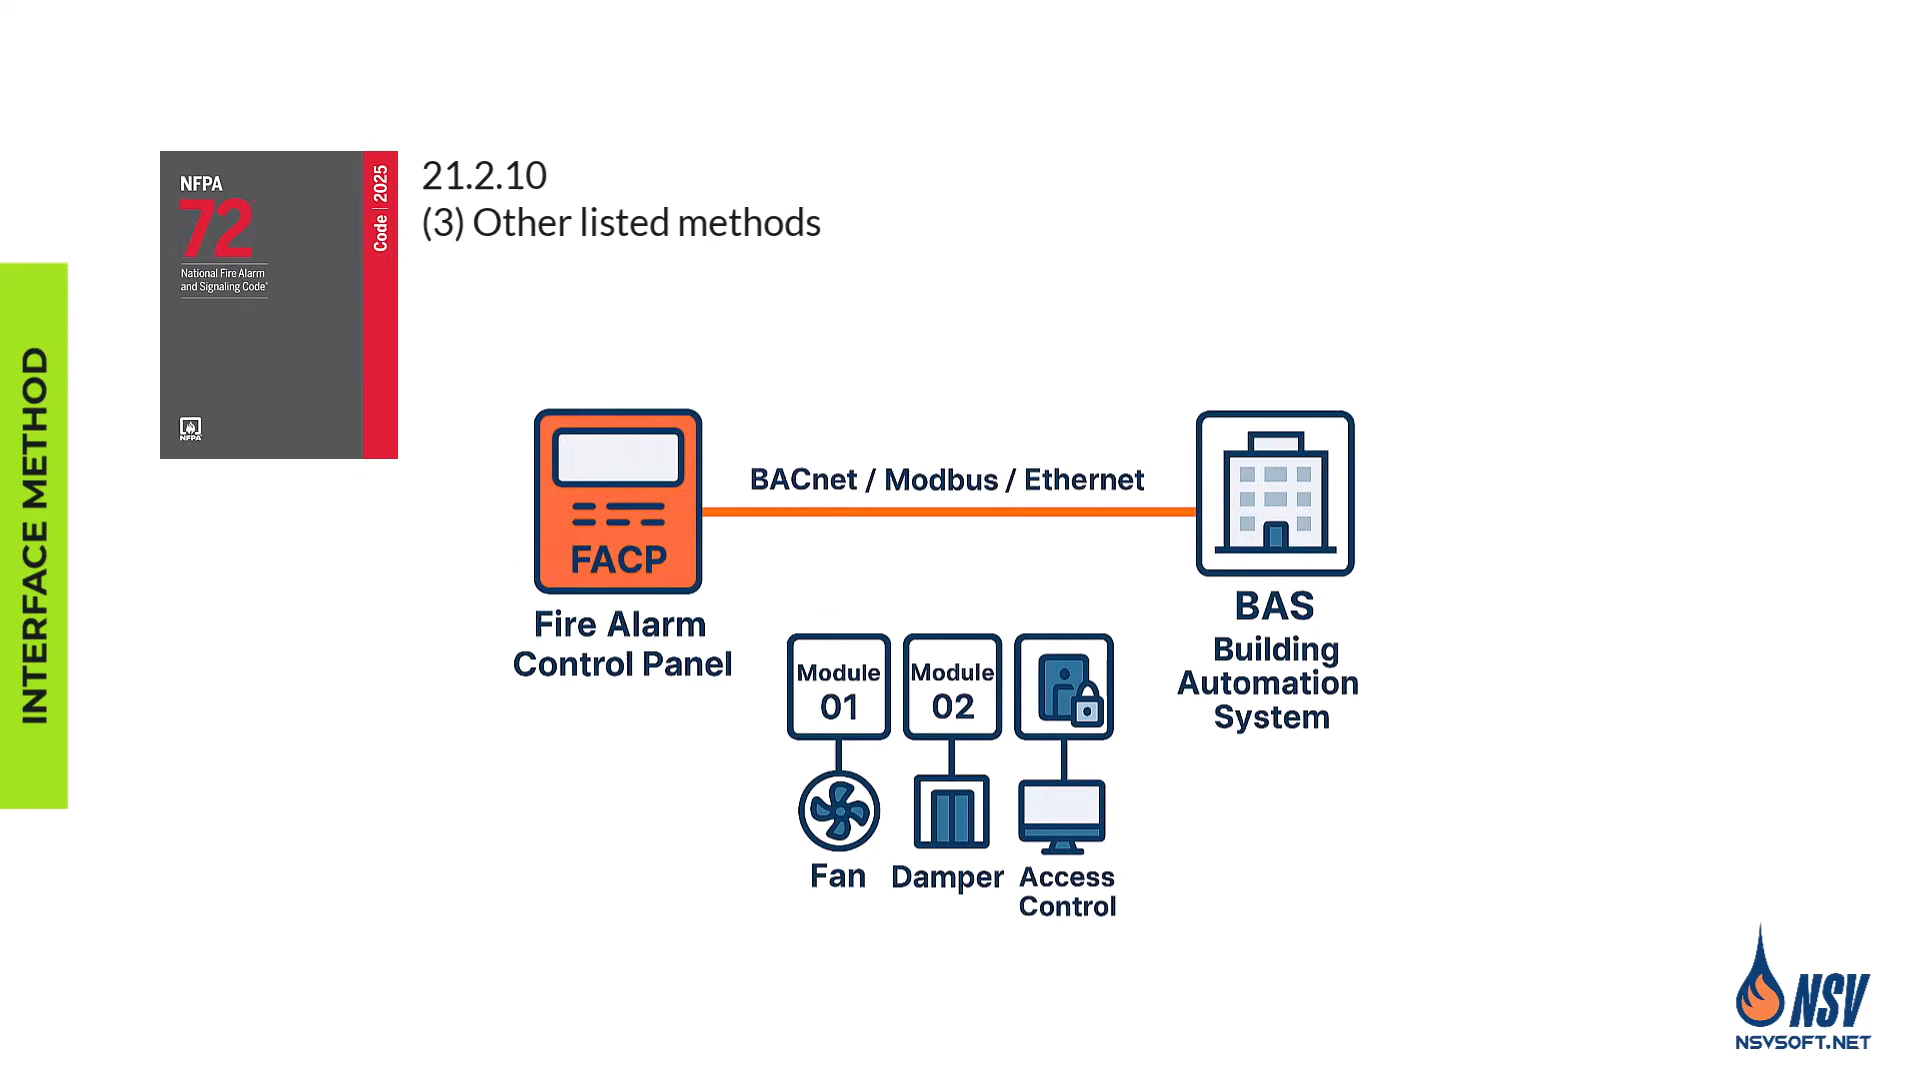 INTERFACE METHOD
NFPA
72
National Fire Alarm
and Signaling Code®
Code | 2025
NFPA
21.2.10
(3) Other listed methods
FACP
Fire Alarm
Control Panel
BACnet / Modbus / Ethernet
BAS
Building
Automation
System
Module
01
Module
02
Fan
Damper
Access
Control
NSV
NSVSOFT.NET